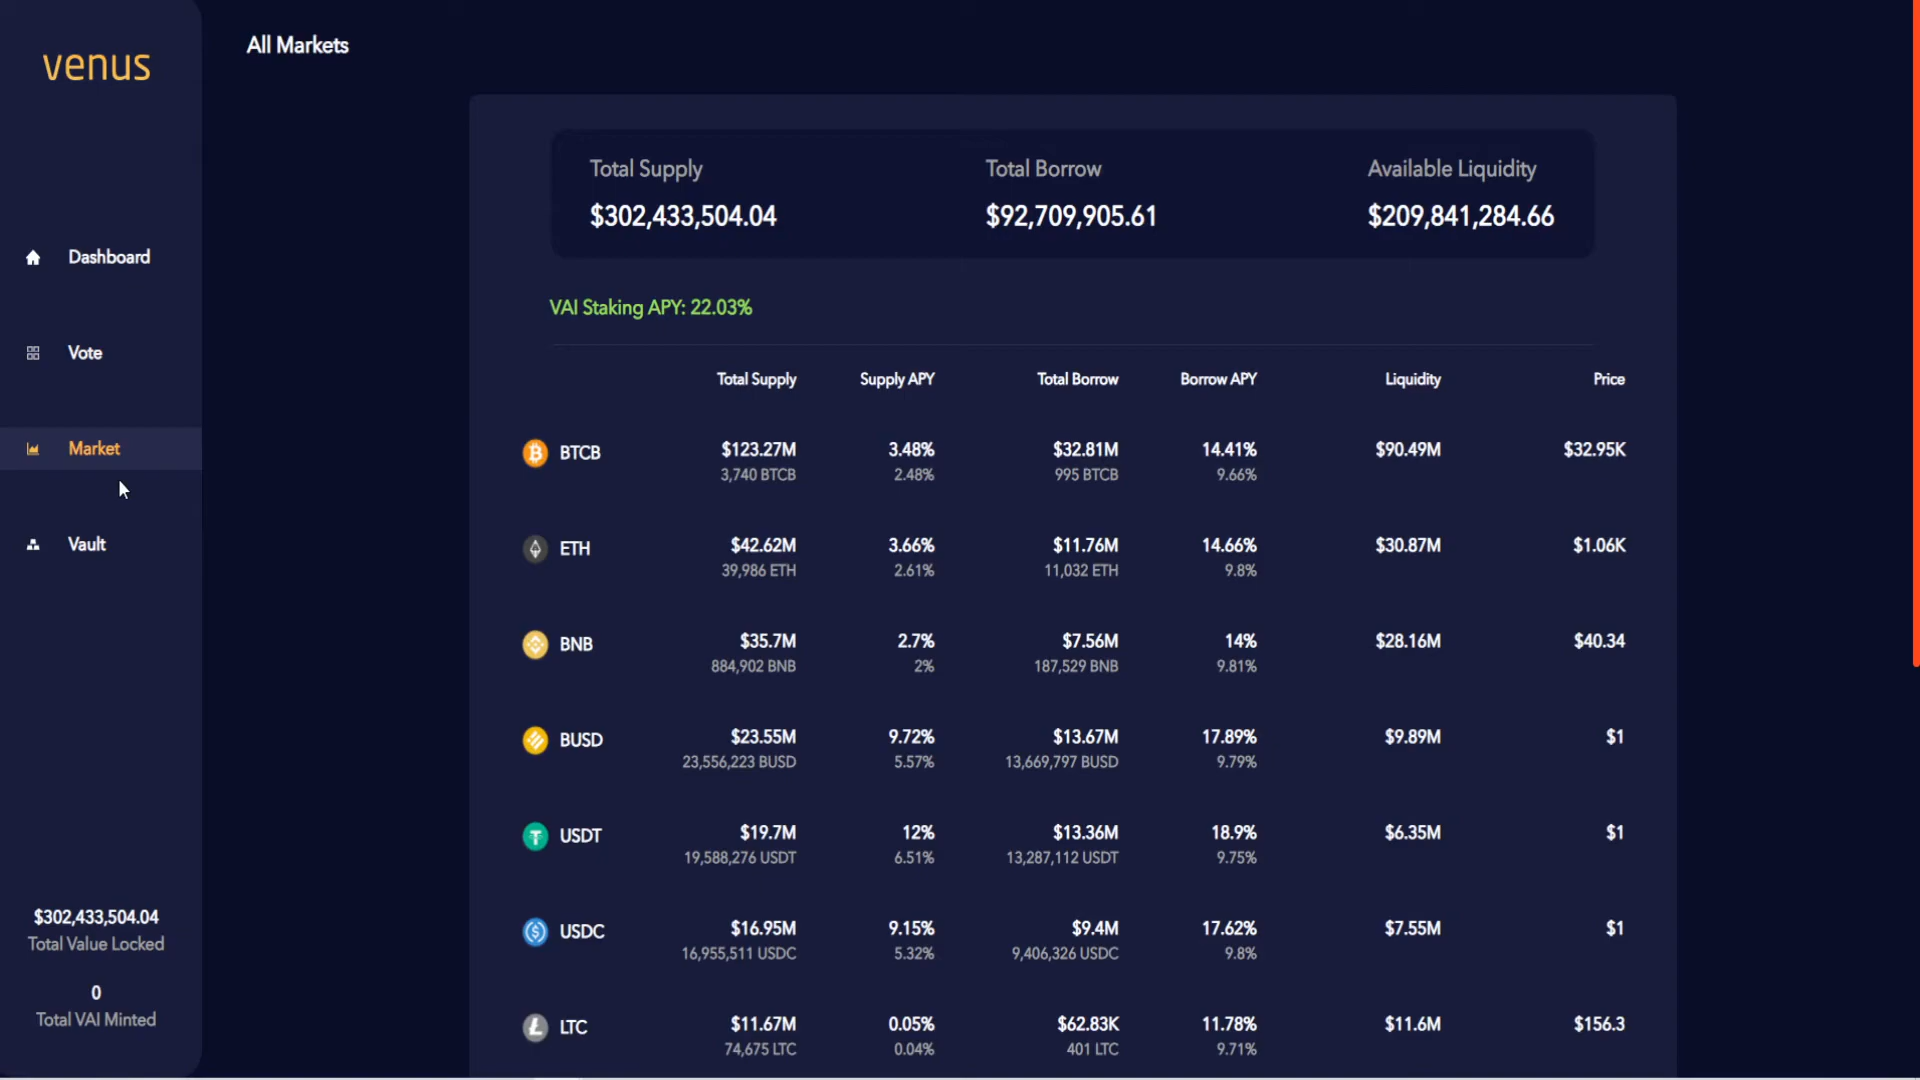 venus
All Markets
Total Supply Total Borrow Available Liquidity
$302,433,504.04 $92,709,905.61 $209,841,284.66
Dashboard
VAI Staking APY: 22.03%
Vote
Total Supply Supply APY Total Borrow Borrow APY Liquidity Price
Market
BTCB $123.27M 3.48% $32.81M 14.41% $90.49M $32.95K
3,740 BTCB 2.48% 995 BTCB 9.66%
Vault
ETH $42.62M 3.66% $11.76M 14.66% $30.87M $1.06K
39,986 ETH 2.61% 11,032 ETH 9.8%
BNB $35.7M 2.7% $7.56M 14% $28.16M $40.34
884,902 BNB 2% 187,529 BNB 9.81%
BUSD $23.55M 9.72% $13.67M 17.89% $9.89M $1
23,556,223 BUSD 5.57% 13,669,797 BUSD 9.79%
USDT $19.7M 12% $13.36M 18.9% $6.35M $1
19,588,276 USDT 6.51% 13,287,112 USDT 9.75%
USDC $16.95M 9.15% $9.4M 17.62% $7.55M $1
16,955,511 USDC 5.32% 9,406,326 USDC 9.8%
LTC $11.67M 0.05% $62.83K 11.78% $11.6M $156.3
74,675 LTC 0.04% 401 LTC 9.71%
$302,433,504.04
Total Value Locked
0
Total VAI Minted